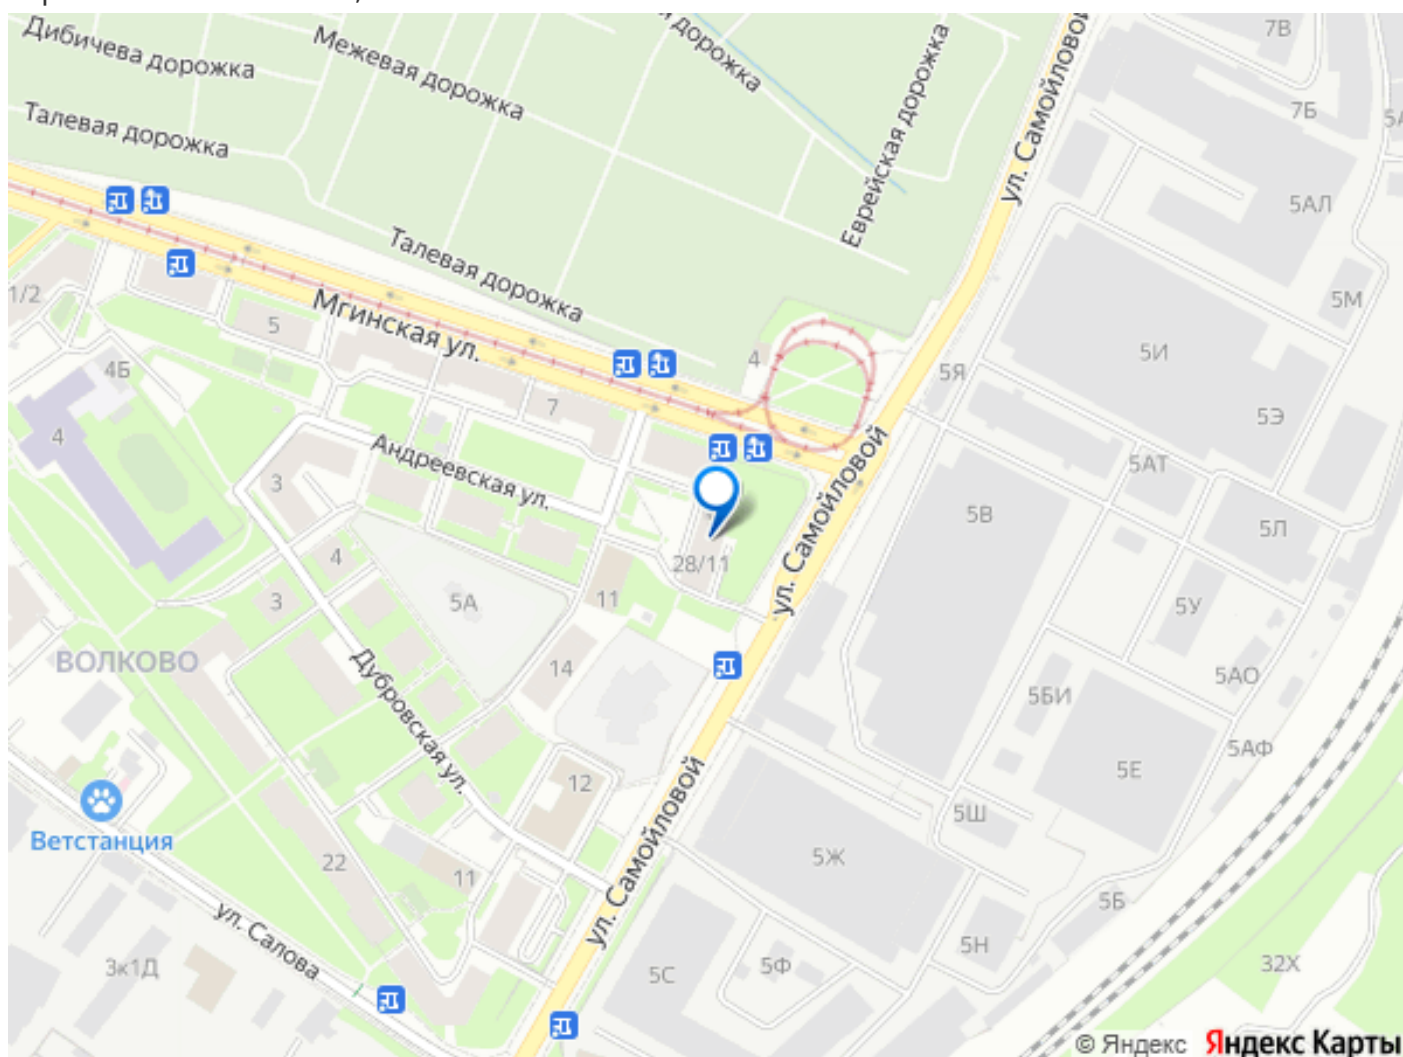 Дибичева дорожка
Межевая дорожка
дорожка
Еврейская дорожка
ул. Самойловой
7В
7Б
Талевая дорожка
5АЛ
Талевая дорожка
1/2
5
Мгинская ул.
4
5М
5И
5Я
5Э
4Б
7
4
Андреевская ул.
3
5АТ
5В
5Л
ул. Самойловой
28/11
4
3
5А
11
5У
ВОЛКОВО
14
5АО
5БИ
Дубровская ул.
5АФ
5Е
12
Ветстанция
5Ш
22
11
5Ж
ул. Самойловой
5Б
ул. Салова
3к1Д
5С
5Ф
5Н
32Х
© Яндекс Яндекс Карты